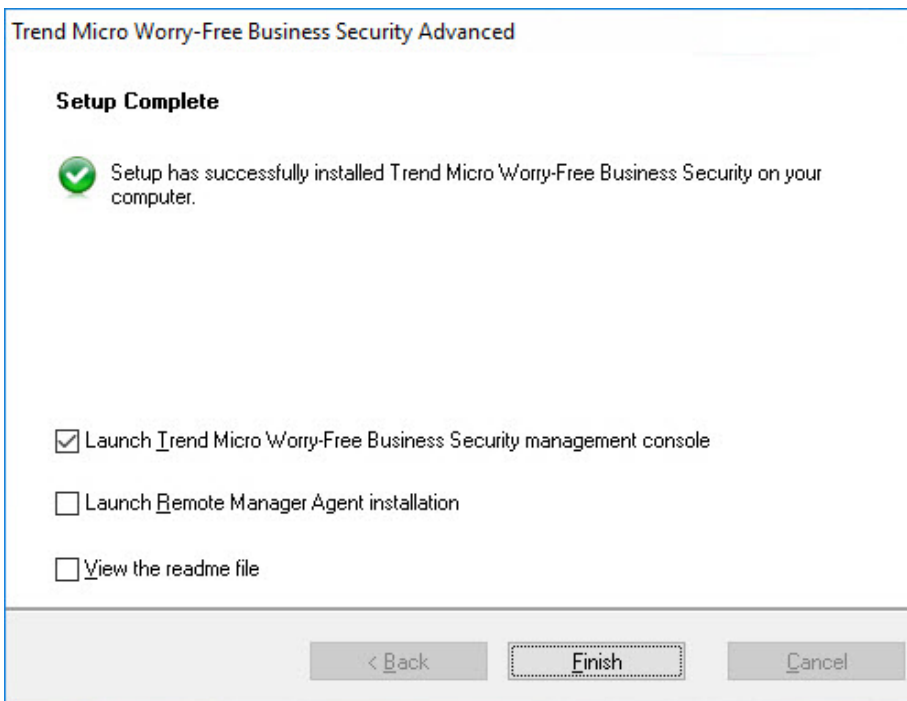 Trend Micro Worry-Free Business Security Advanced
Setup Complete
Setup has successfully installed Trend Micro Worry-Free Business Security on your
computer.
Launch Trend Micro Worry-Free Business Security management console
Launch Remote Manager Agent installation
View the readme file
< Back
Finish
Cancel